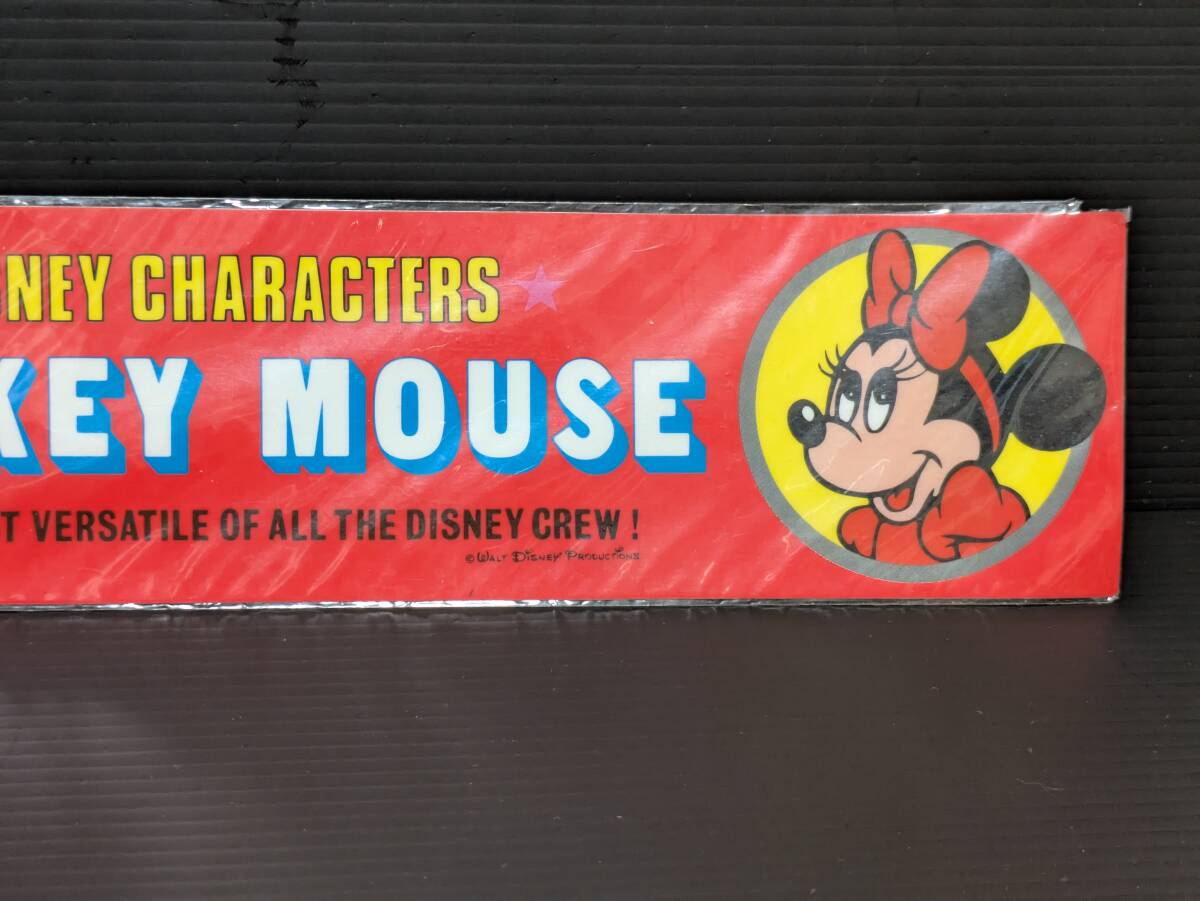 NEY CHARACTERS
KEY MOUSE
T VERSATILE OF ALL THE DISNEY CREW!
© WALT DISNEY PRODUCTIONS